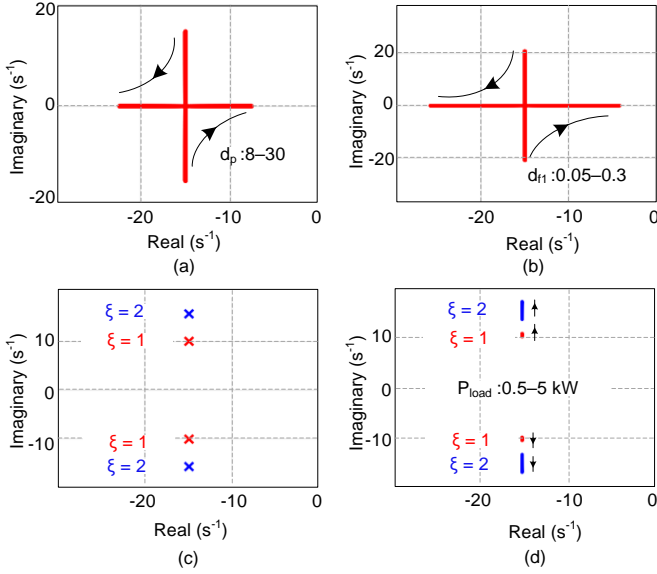 20
0
20
Imaginary (s⁻¹)
d_p :8–30
-20
-10
0
Real (s⁻¹)
(a)
20
0
-20
Imaginary (s⁻¹)
d_f1 :0.05–0.3
-20
-10
0
Real (s⁻¹)
(b)
10
0
-10
Imaginary (s⁻¹)
ξ = 2
ξ = 1
ξ = 1
ξ = 2
-20
-10
0
Real (s⁻¹)
(c)
10
0
-10
Imaginary (s⁻¹)
ξ = 2
ξ = 1
P_load :0.5–5 kW
ξ = 1
ξ = 2
-20
-10
0
Real (s⁻¹)
(d)